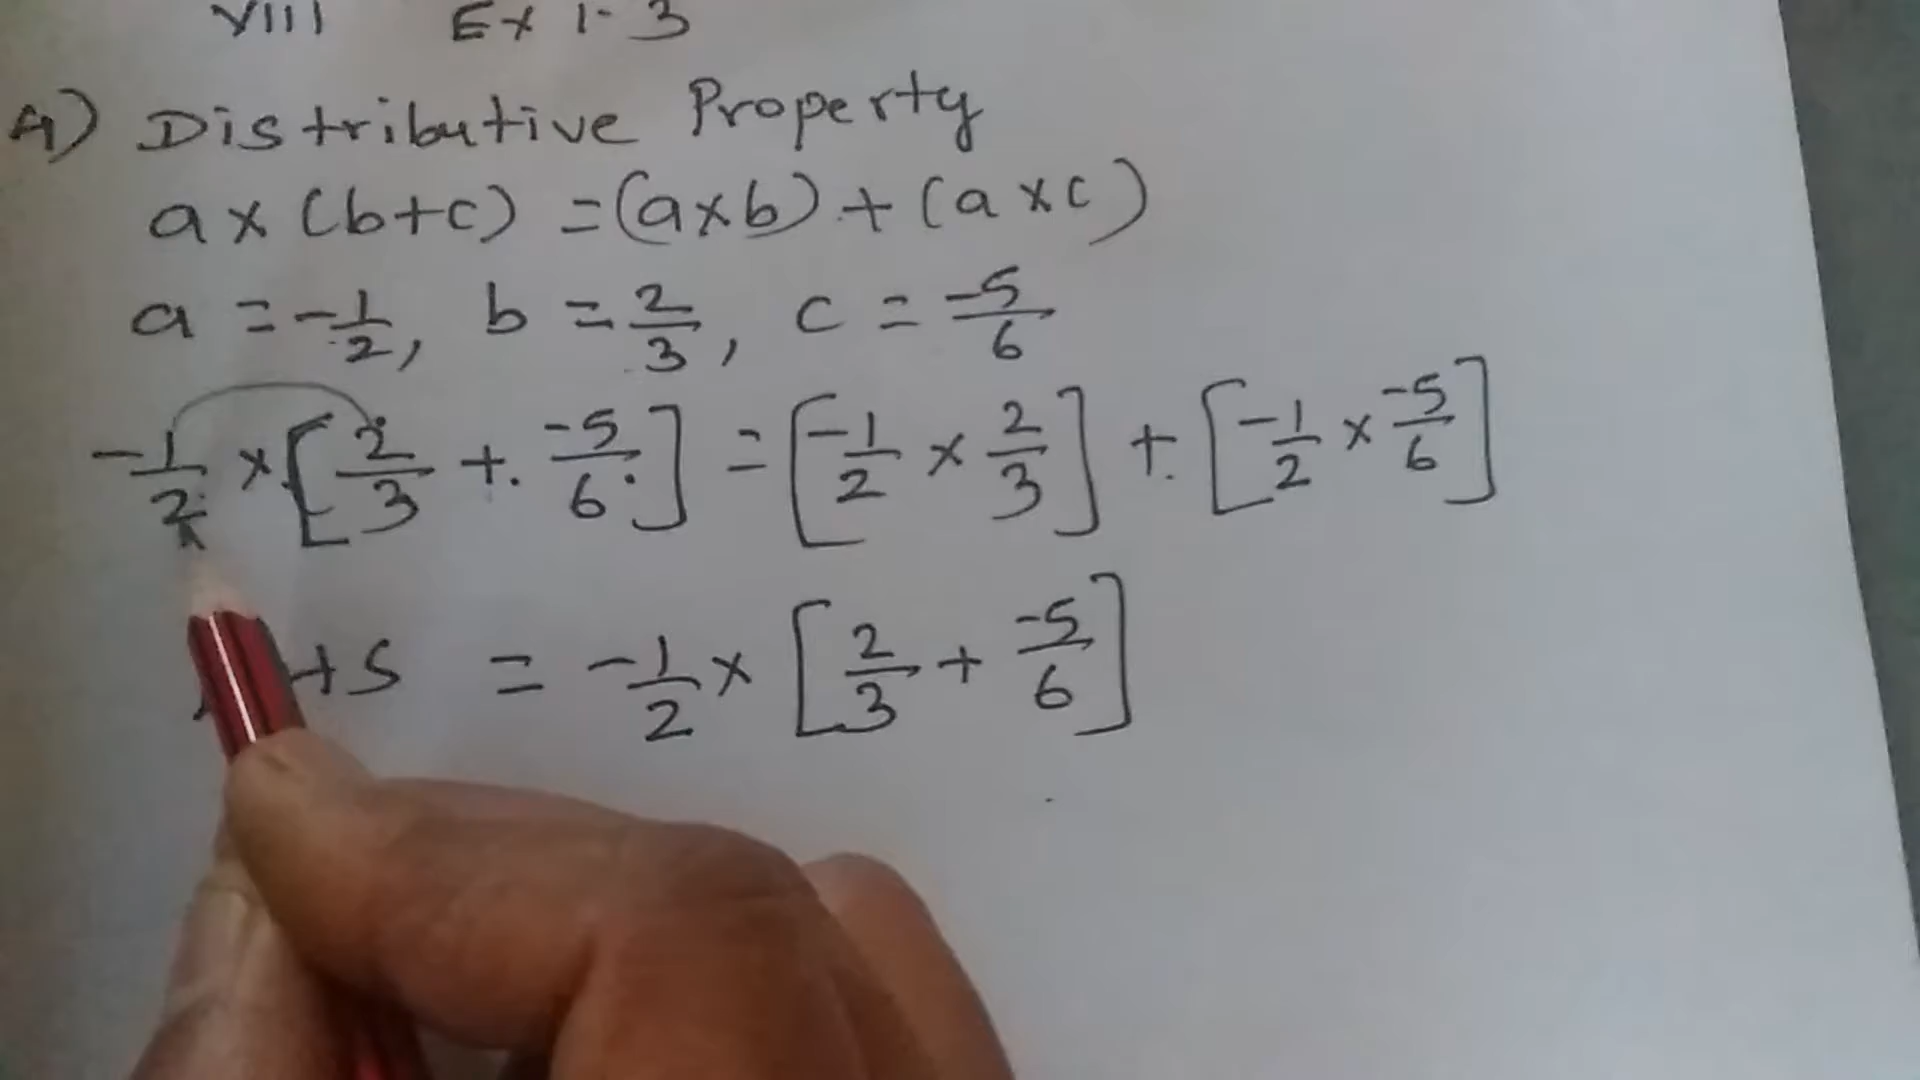 VIII Ex 1.3
4) Distributive Property
a × (b+c) = (a×b) + (a×c)
a = -1/2, b = 2/3, c = -5/6
-1/2 × [2/3 + -5/6] = [-1/2 × 2/3] + [-1/2 × -5/6]
= -1/2 × [2/3 + -5/6]